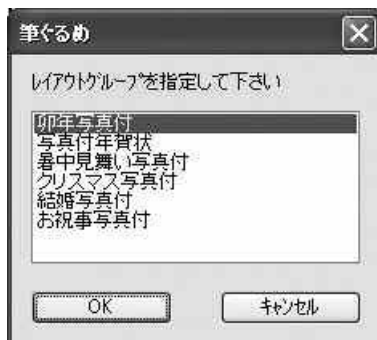 筆ぐるめ
レイアウトグループを指定して下さい
卯年写真付
写真付年賀状
暑中見舞い写真付
クリスマス写真付
結婚写真付
お祝事写真付
OK
キャンセル